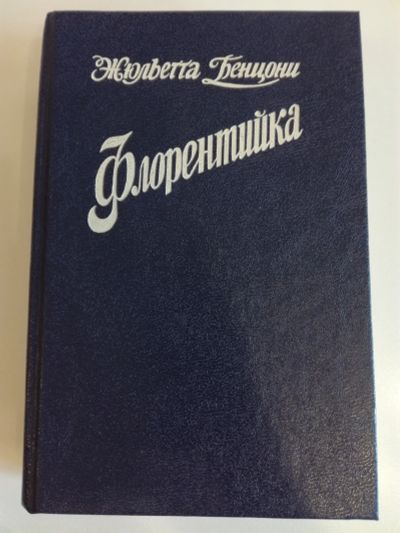 Жюльетта Бенцони
Флорентийка